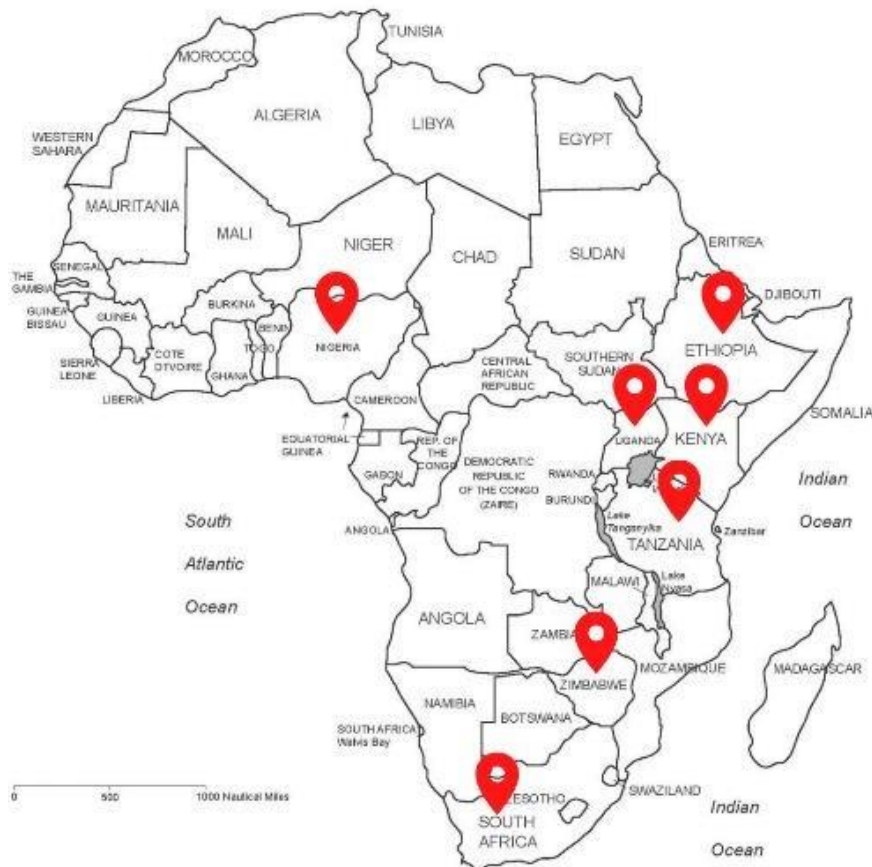 TUNISIA
MOROCCO
ALGERIA
LIBYA
EGYPT
WESTERN
SAHARA
MAURITANIA
MALI
NIGER
CHAD
SUDAN
ERITREA
SENEGAL
THE
GAMBIA
GUINEA
BISSAU
GUINEA
BURKINA
BENIN
TOGO
NIGERIA
DJIBOUTI
ETHIOPIA
SIERRA
LEONE
COTE
D'TVOIRE
GHANA
LIBERIA
CENTRAL
AFRICAN
REPUBLIC
SOUTHERN
SUDAN
CAMEROON
SOMALIA
EQUATORIAL
GUINEA
REP. OF
THE
CONGO
UGANDA
KENYA
GABON
DEMOCRATIC
REPUBLIC
OF THE CONGO
(ZAIRE)
RWANDA
BURUNDI
Indian
Ocean
South
Atlantic
Ocean
ANGOLA
Lake
Tanganyika
TANZANIA
Zanzibar
MALAWI
Lake
Nyasa
ANGOLA
ZAMBIA
MOZAMBIQUE
MADAGASCAR
ZIMBABWE
NAMIBIA
BOTSWANA
SOUTH AFRICA
Walvis Bay
LESOTHO
SWAZILAND
SOUTH
AFRICA
0 500 1000 Nautical Miles
Indian
Ocean